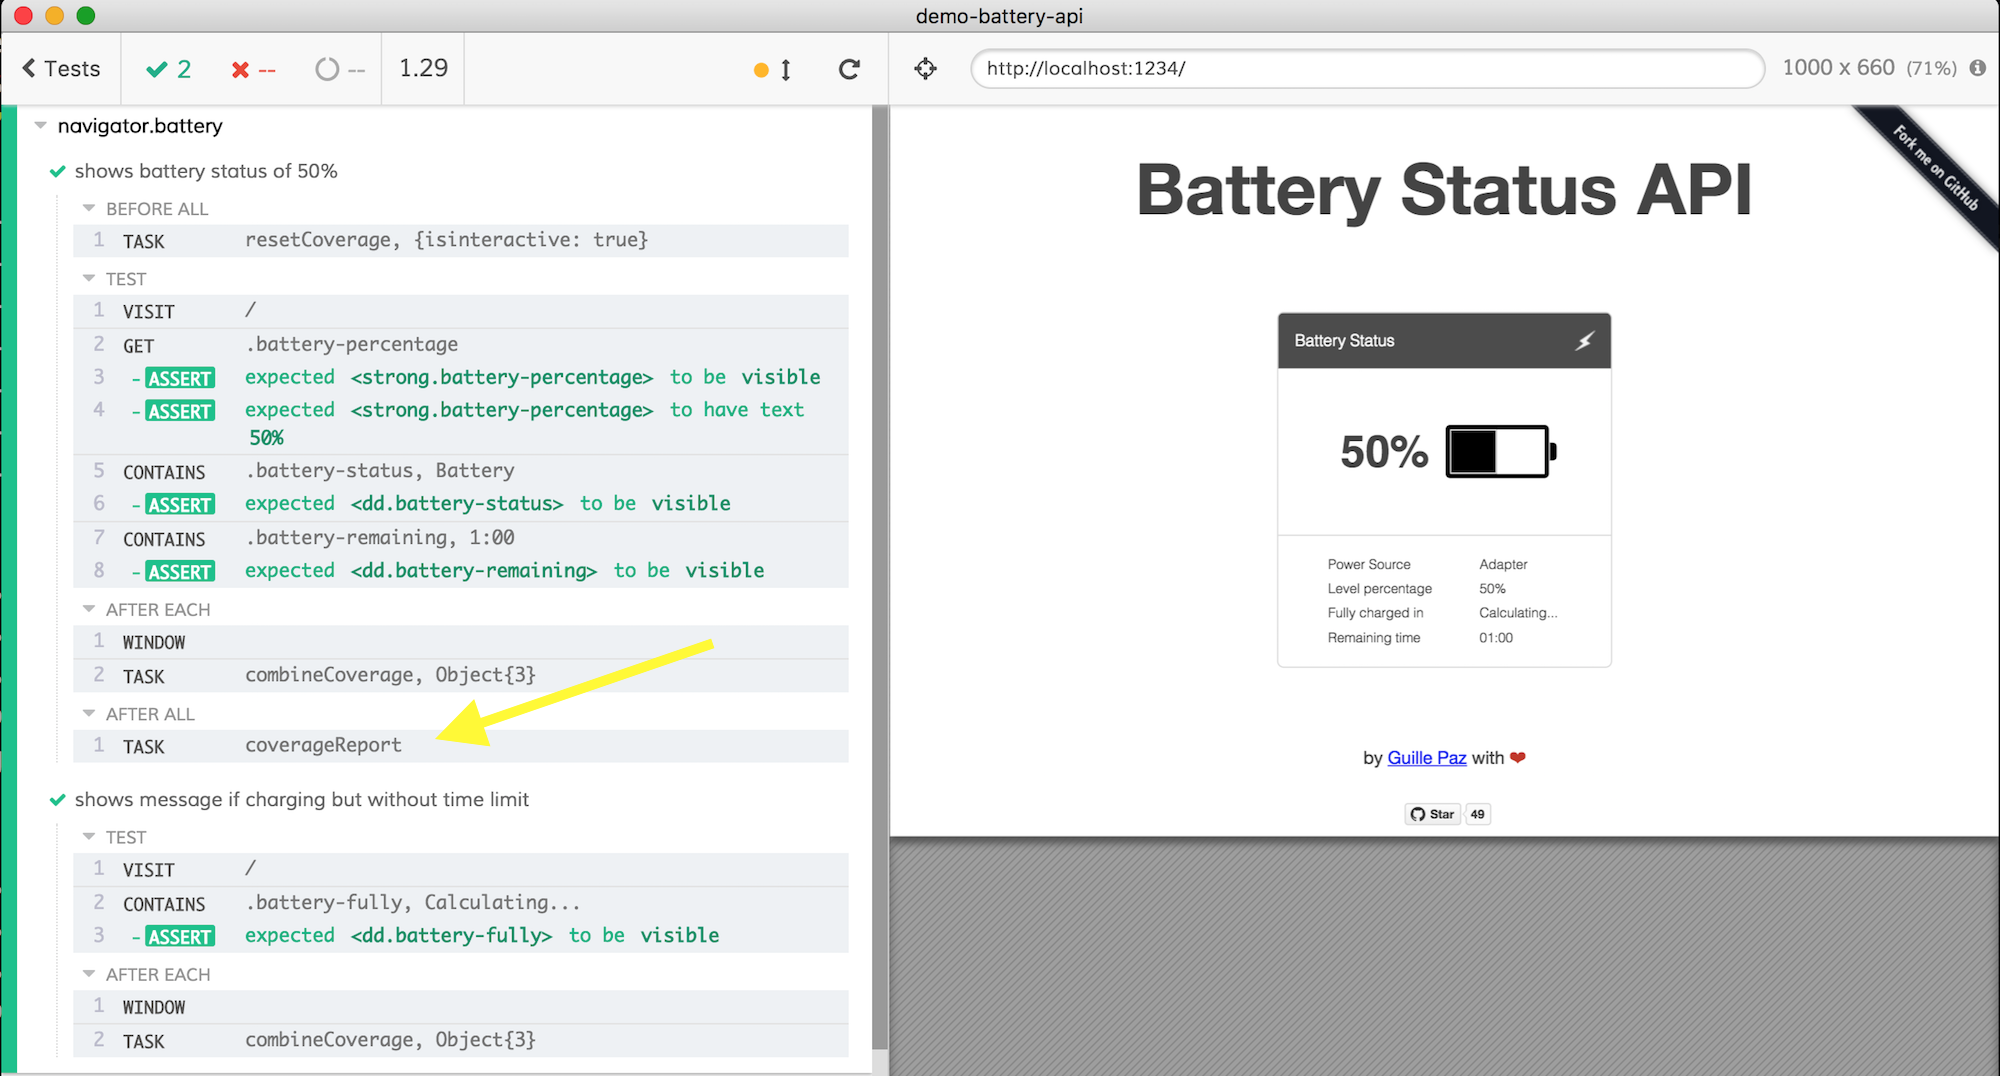 demo-battery-api
Tests 2 -- -- 1.29
http://localhost:1234/ 1000 x 660 (71%)
navigator.battery
shows battery status of 50%
BEFORE ALL
1 TASK resetCoverage, {isinteractive: true}
TEST
1 VISIT /
2 GET .battery-percentage
3 -ASSERT expected <strong.battery-percentage> to be visible
4 -ASSERT expected <strong.battery-percentage> to have text
50%
5 CONTAINS .battery-status, Battery
6 -ASSERT expected <dd.battery-status> to be visible
7 CONTAINS .battery-remaining, 1:00
8 -ASSERT expected <dd.battery-remaining> to be visible
AFTER EACH
1 WINDOW
2 TASK combineCoverage, Object{3}
AFTER ALL
1 TASK coverageReport
shows message if charging but without time limit
TEST
1 VISIT /
2 CONTAINS .battery-fully, Calculating...
3 -ASSERT expected <dd.battery-fully> to be visible
AFTER EACH
1 WINDOW
2 TASK combineCoverage, Object{3}
Fork me on GitHub
Battery Status API
Battery Status
50%
Power Source Adapter
Level percentage 50%
Fully charged in Calculating...
Remaining time 01:00
by Guille Paz with ❤
Star 49